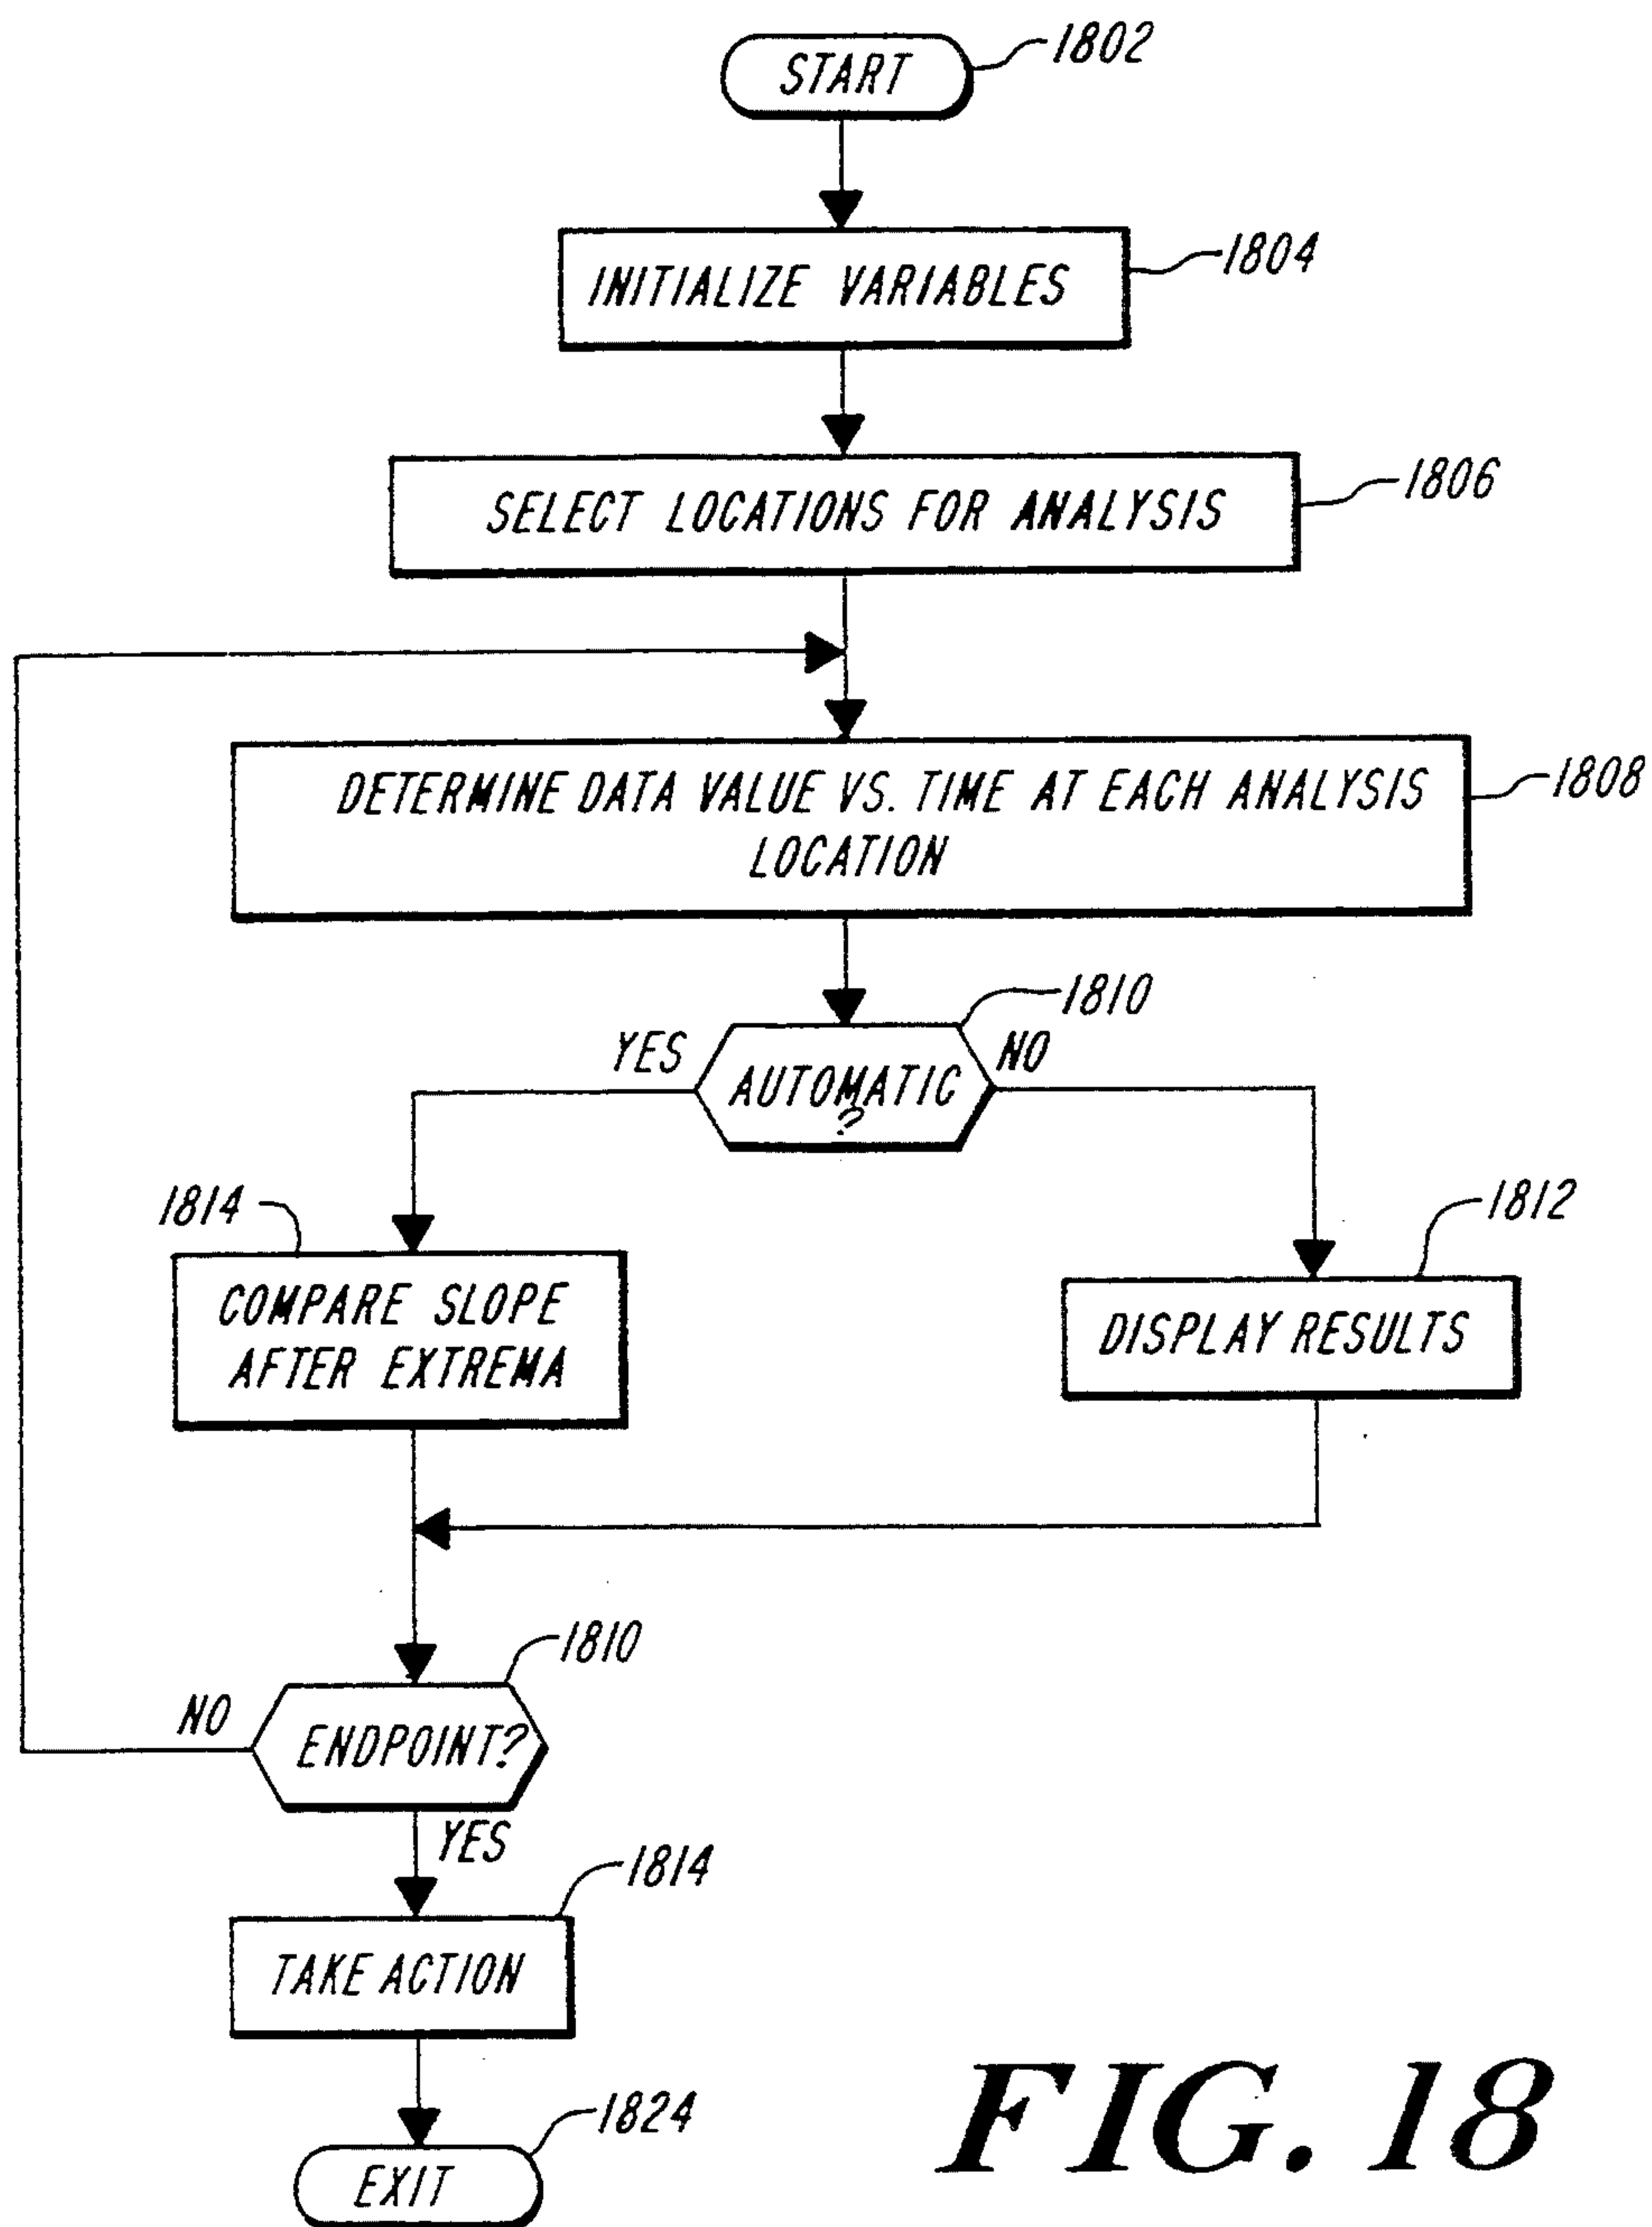 START
1802
INITIALIZE VARIABLES
1804
SELECT LOCATIONS FOR ANALYSIS
1806
DETERMINE DATA VALUE VS. TIME AT EACH ANALYSIS
LOCATION
1808
1810
YES
AUTOMATIC
?
NO
1814
COMPARE SLOPE
AFTER EXTREMA
1812
DISPLAY RESULTS
1810
NO
ENDPOINT?
YES
1814
TAKE ACTION
1824
EXIT
FIG. 18